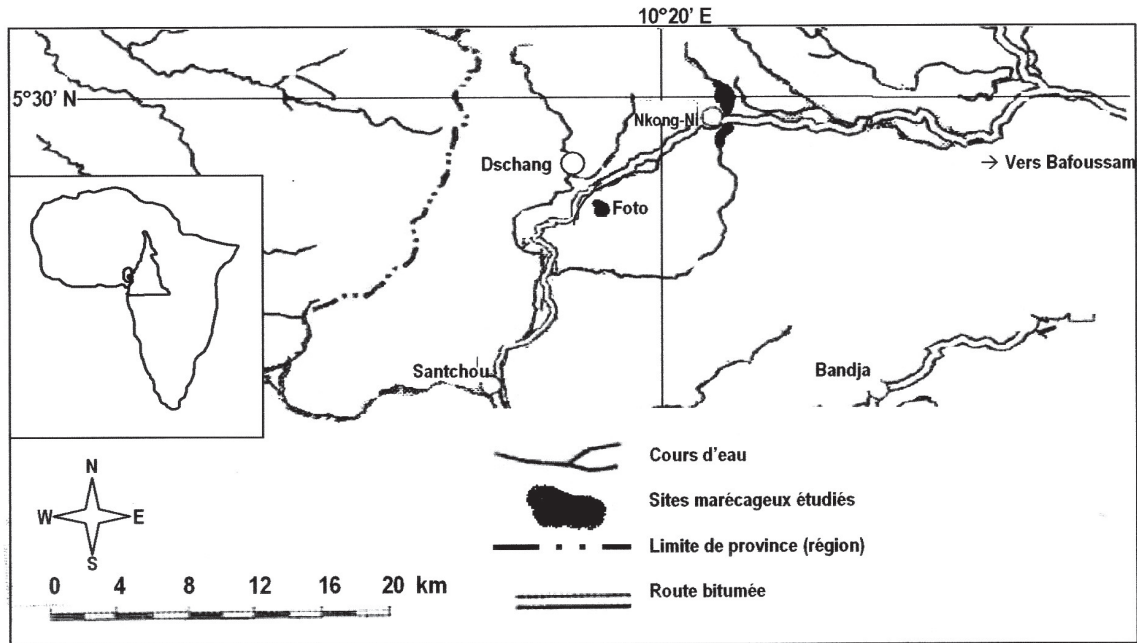 10°20’ E
5°30’ N
Nkong-Ni
Dschang
→ Vers Bafoussam
Foto
Santchou
Bandja
Cours d’eau
Sites marécageux étudiés
Limite de province (région)
Route bitumée
N
W E
S
0 4 8 12 16 20 km